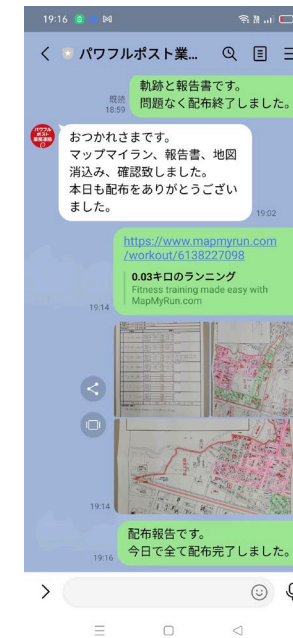 19:16
パワフルポスト業...
軌跡と報告書です。
問題なく配布終了しました。
既読
18:59
おつかれさまです。
マップマイラン、報告書、地図
消込み、確認致しました。
本日も配布をありがとうござい
ました。
19:02
https://www.mapmyrun.com
/workout/6138227098
0.03キロのランニング
Fitness training made easy with
MapMyRun.com
19:14
19:14
配布報告です。
今日で全て配布完了しました。
19:16